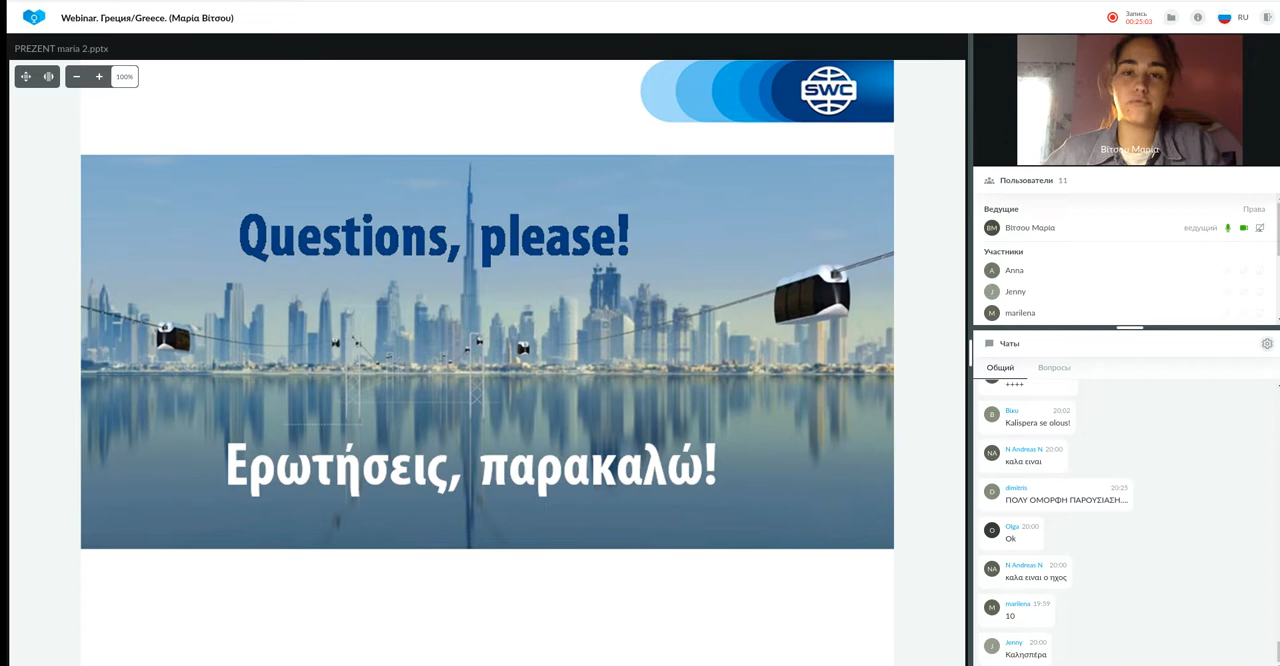 Webinar. Греция/Greece. (Μαρία Βίτσου)
Запись
00:25:03
RU
PREZENT maria 2.pptx
100%
SWC
Questions, please!
Ερωτήσεις, παρακαλώ!
Βίτσου Μαρία
Пользователи 11
Ведущие Права
ΒΜ Βίτσου Μαρία ведущий
Участники
A Anna
J Jenny
M marilena
Чаты
Общий Вопросы
++++
B Bixu 20:02
Kalispera se olous!
NA N Andreas N 20:00
καλα ειναι
D dimitris 20:25
ΠΟΛΥ ΟΜΟΡΦΗ ΠΑΡΟΥΣΙΑΣΗ....
O Olga 20:00
Ok
NA N Andreas N 20:00
καλα ειναι ο ηχος
M marilena 19:59
10
J Jenny 20:00
Καλησπέρα